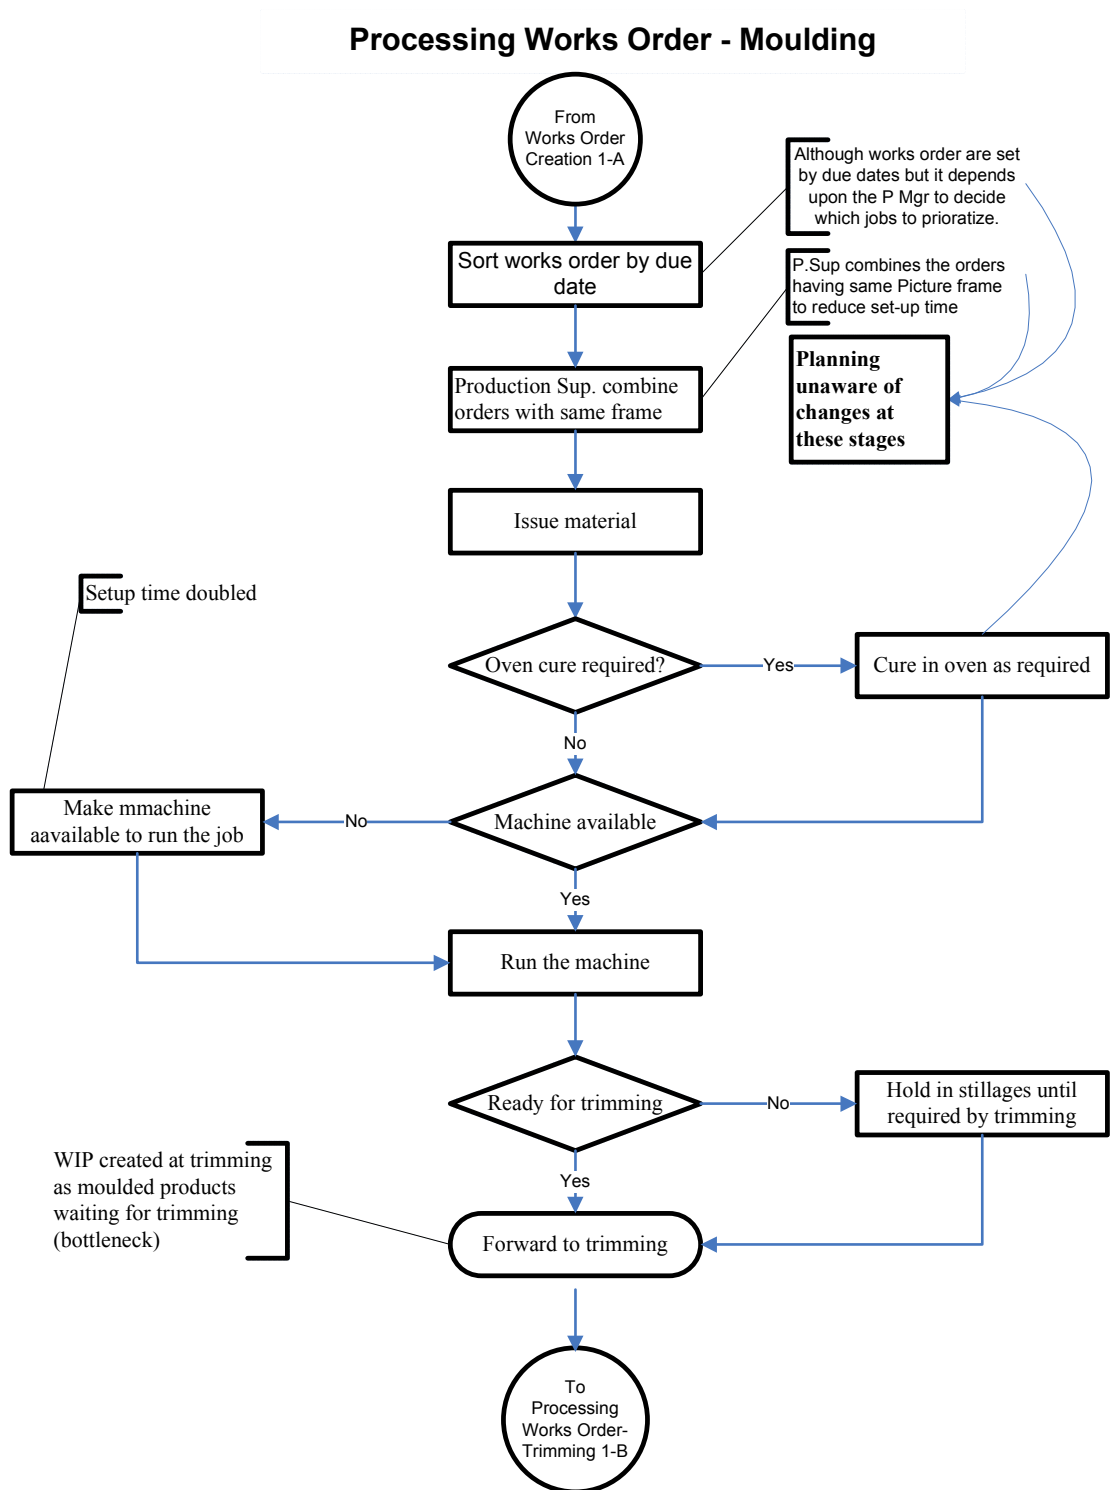 Processing Works Order - Moulding
From
Works Order
Creation 1-A
Although works order are set
by due dates but it depends
upon the P Mgr to decide
which jobs to prioratize.
Sort works order by due
date
P.Sup combines the orders
having same Picture frame
to reduce set-up time
Planning
unaware of
changes at
these stages
Production Sup. combine
orders with same frame
Issue material
Setup time doubled
Oven cure required?
Yes
Cure in oven as required
No
Make mmachine
aavailable to run the job
No
Machine available
Yes
Run the machine
Ready for trimming
No
Hold in stillages until
required by trimming
WIP created at trimming
as moulded products
waiting for trimming
(bottleneck)
Yes
Forward to trimming
To
Processing
Works Order-
Trimming 1-B